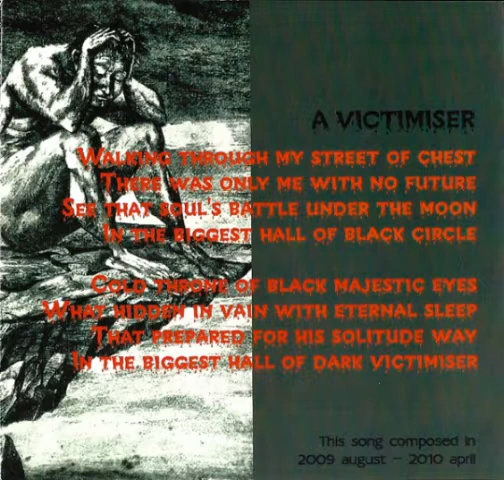 A VICTIMISER
WALKING THROUGH MY STREET OF CHEST
THERE WAS ONLY ME WITH NO FUTURE
SEE THAT SOUL'S BATTLE UNDER THE MOON
IN THE BIGGEST HALL OF BLACK CIRCLE
COLD THRONE OF BLACK MAJESTIC EYES
WHAT HIDDEN IN VAIN WITH ETERNAL SLEEP
THAT PREPARED FOR HIS SOLITUDE WAY
IN THE BIGGEST HALL OF DARK VICTIMISER
This song composed in
2009 august – 2010 april